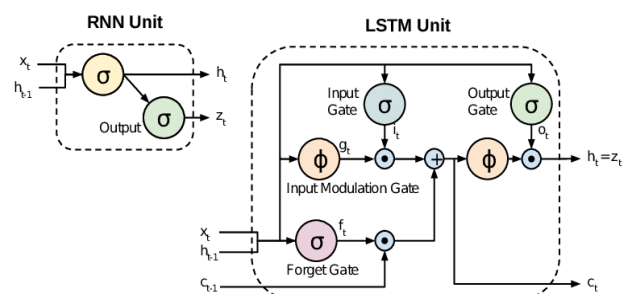 RNN Unit
LSTM Unit
xₜ
hₜ₋₁
σ
hₜ
Output
σ
zₜ
Input
Gate
σ
iₜ
Output
Gate
σ
oₜ
ϕ
gₜ
Input Modulation Gate
+
ϕ
hₜ=zₜ
xₜ
hₜ₋₁
σ
fₜ
Forget Gate
cₜ₋₁
cₜ